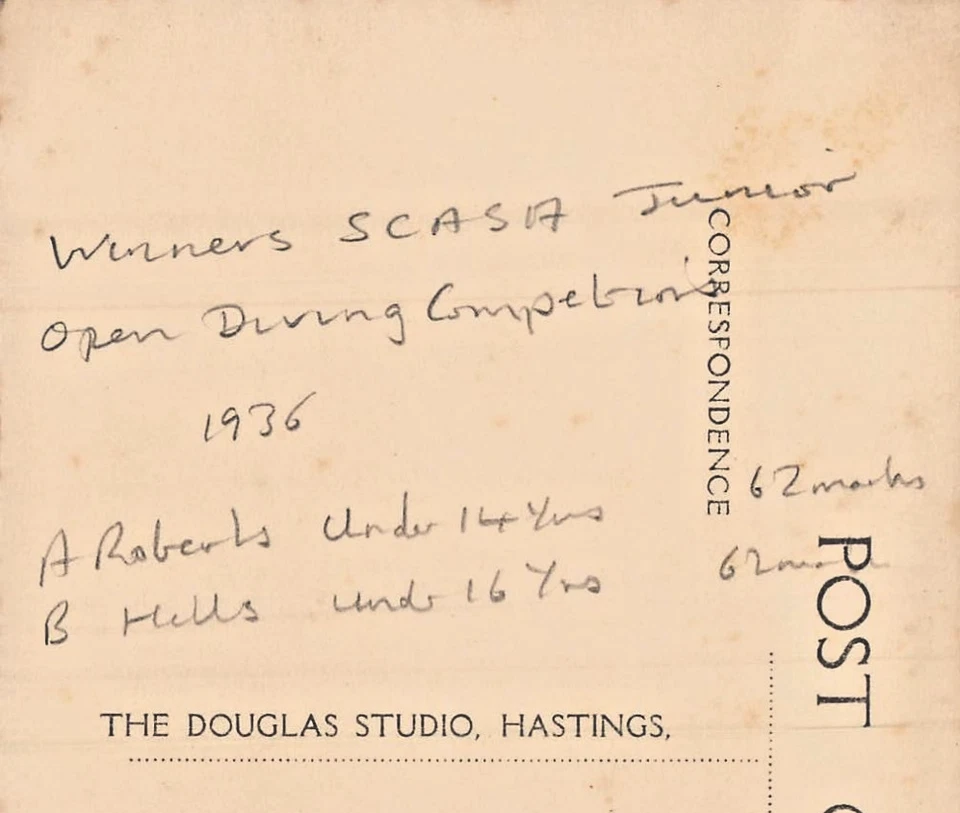 Winners SCASA Junior
Open Diving Competitions
1936
A Roberts Under 14 Yrs 62 marks
B Hills Under 16 Yrs 62
THE DOUGLAS STUDIO, HASTINGS,
CORRESPONDENCE
POST